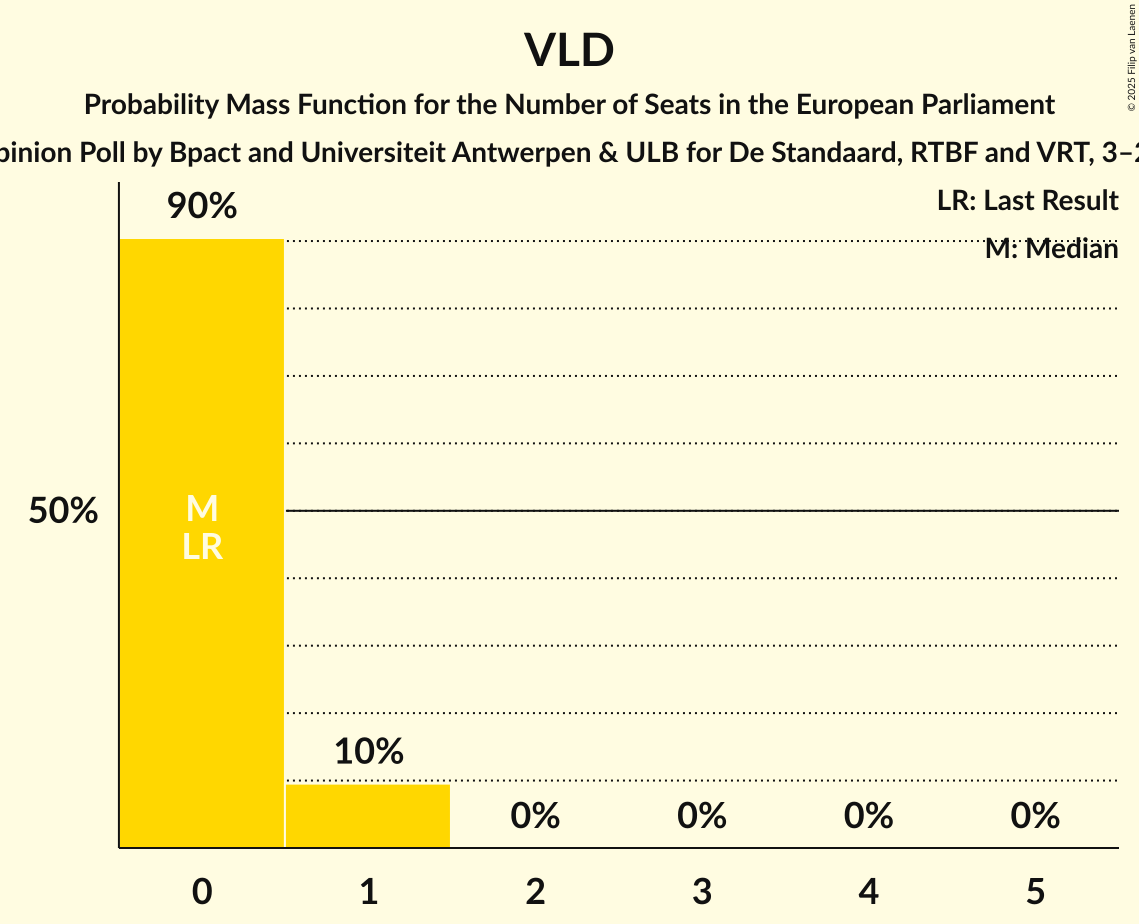 VLD
Probability Mass Function for the Number of Seats in the European Parliament
pinion Poll by Bpact and Universiteit Antwerpen & ULB for De Standaard, RTBF and VRT, 3–2
© 2025 Filip van Laenen
LR: Last Result
M: Median
90%
50%
M
LR
10%
0% 0% 0% 0%
0 1 2 3 4 5